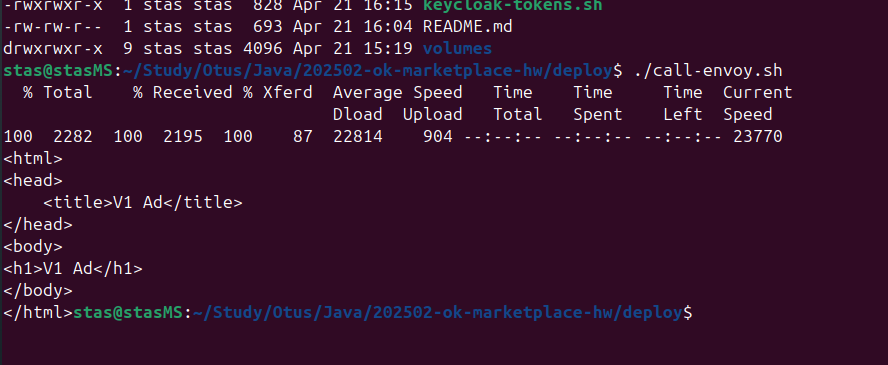 -rwxrwxr-x  1 stas stas  828 Apr 21 16:15 keycloak-tokens.sh
-rw-rw-r--  1 stas stas  693 Apr 21 16:04 README.md
drwxrwxr-x  9 stas stas 4096 Apr 21 15:19 volumes
stas@stasMS:~/Study/Otus/Java/202502-ok-marketplace-hw/deploy$ ./call-envoy.sh
  % Total    % Received % Xferd  Average Speed   Time    Time     Time  Current
                                 Dload  Upload   Total   Spent    Left  Speed
100  2282  100  2195  100    87  22814    904 --:--:-- --:--:-- --:--:-- 23770
<html>
<head>
    <title>V1 Ad</title>
</head>
<body>
<h1>V1 Ad</h1>
</body>
</html>stas@stasMS:~/Study/Otus/Java/202502-ok-marketplace-hw/deploy$